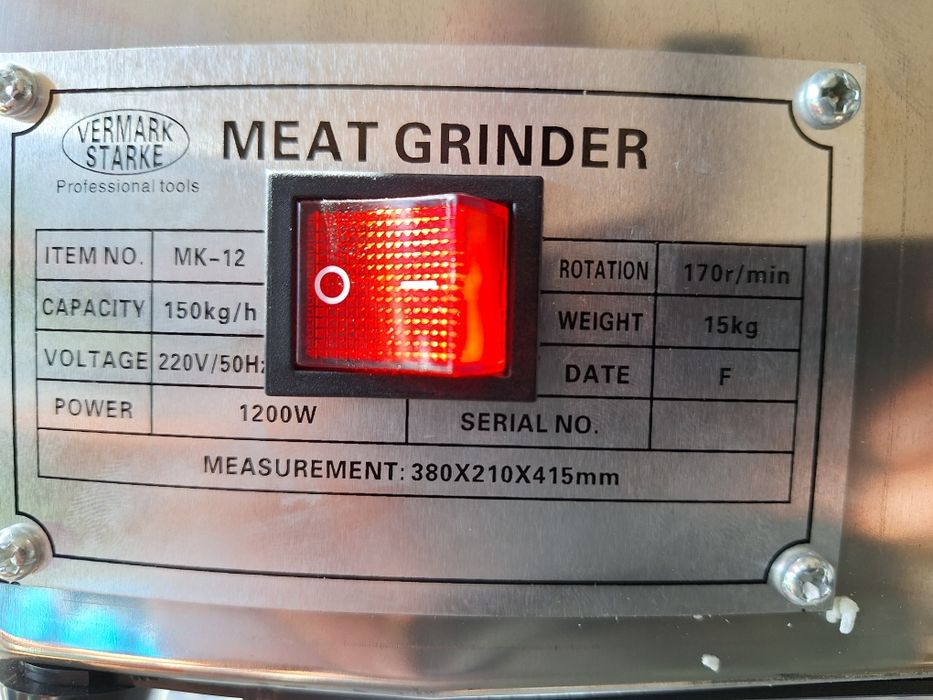 VERMARK
STARKE
Professional tools
MEAT GRINDER
ITEM NO. MK-12 ROTATION 170r/min
CAPACITY 150kg/h WEIGHT 15kg
VOLTAGE 220V/50Hz DATE F
POWER 1200W SERIAL NO.
MEASUREMENT: 380X210X415mm